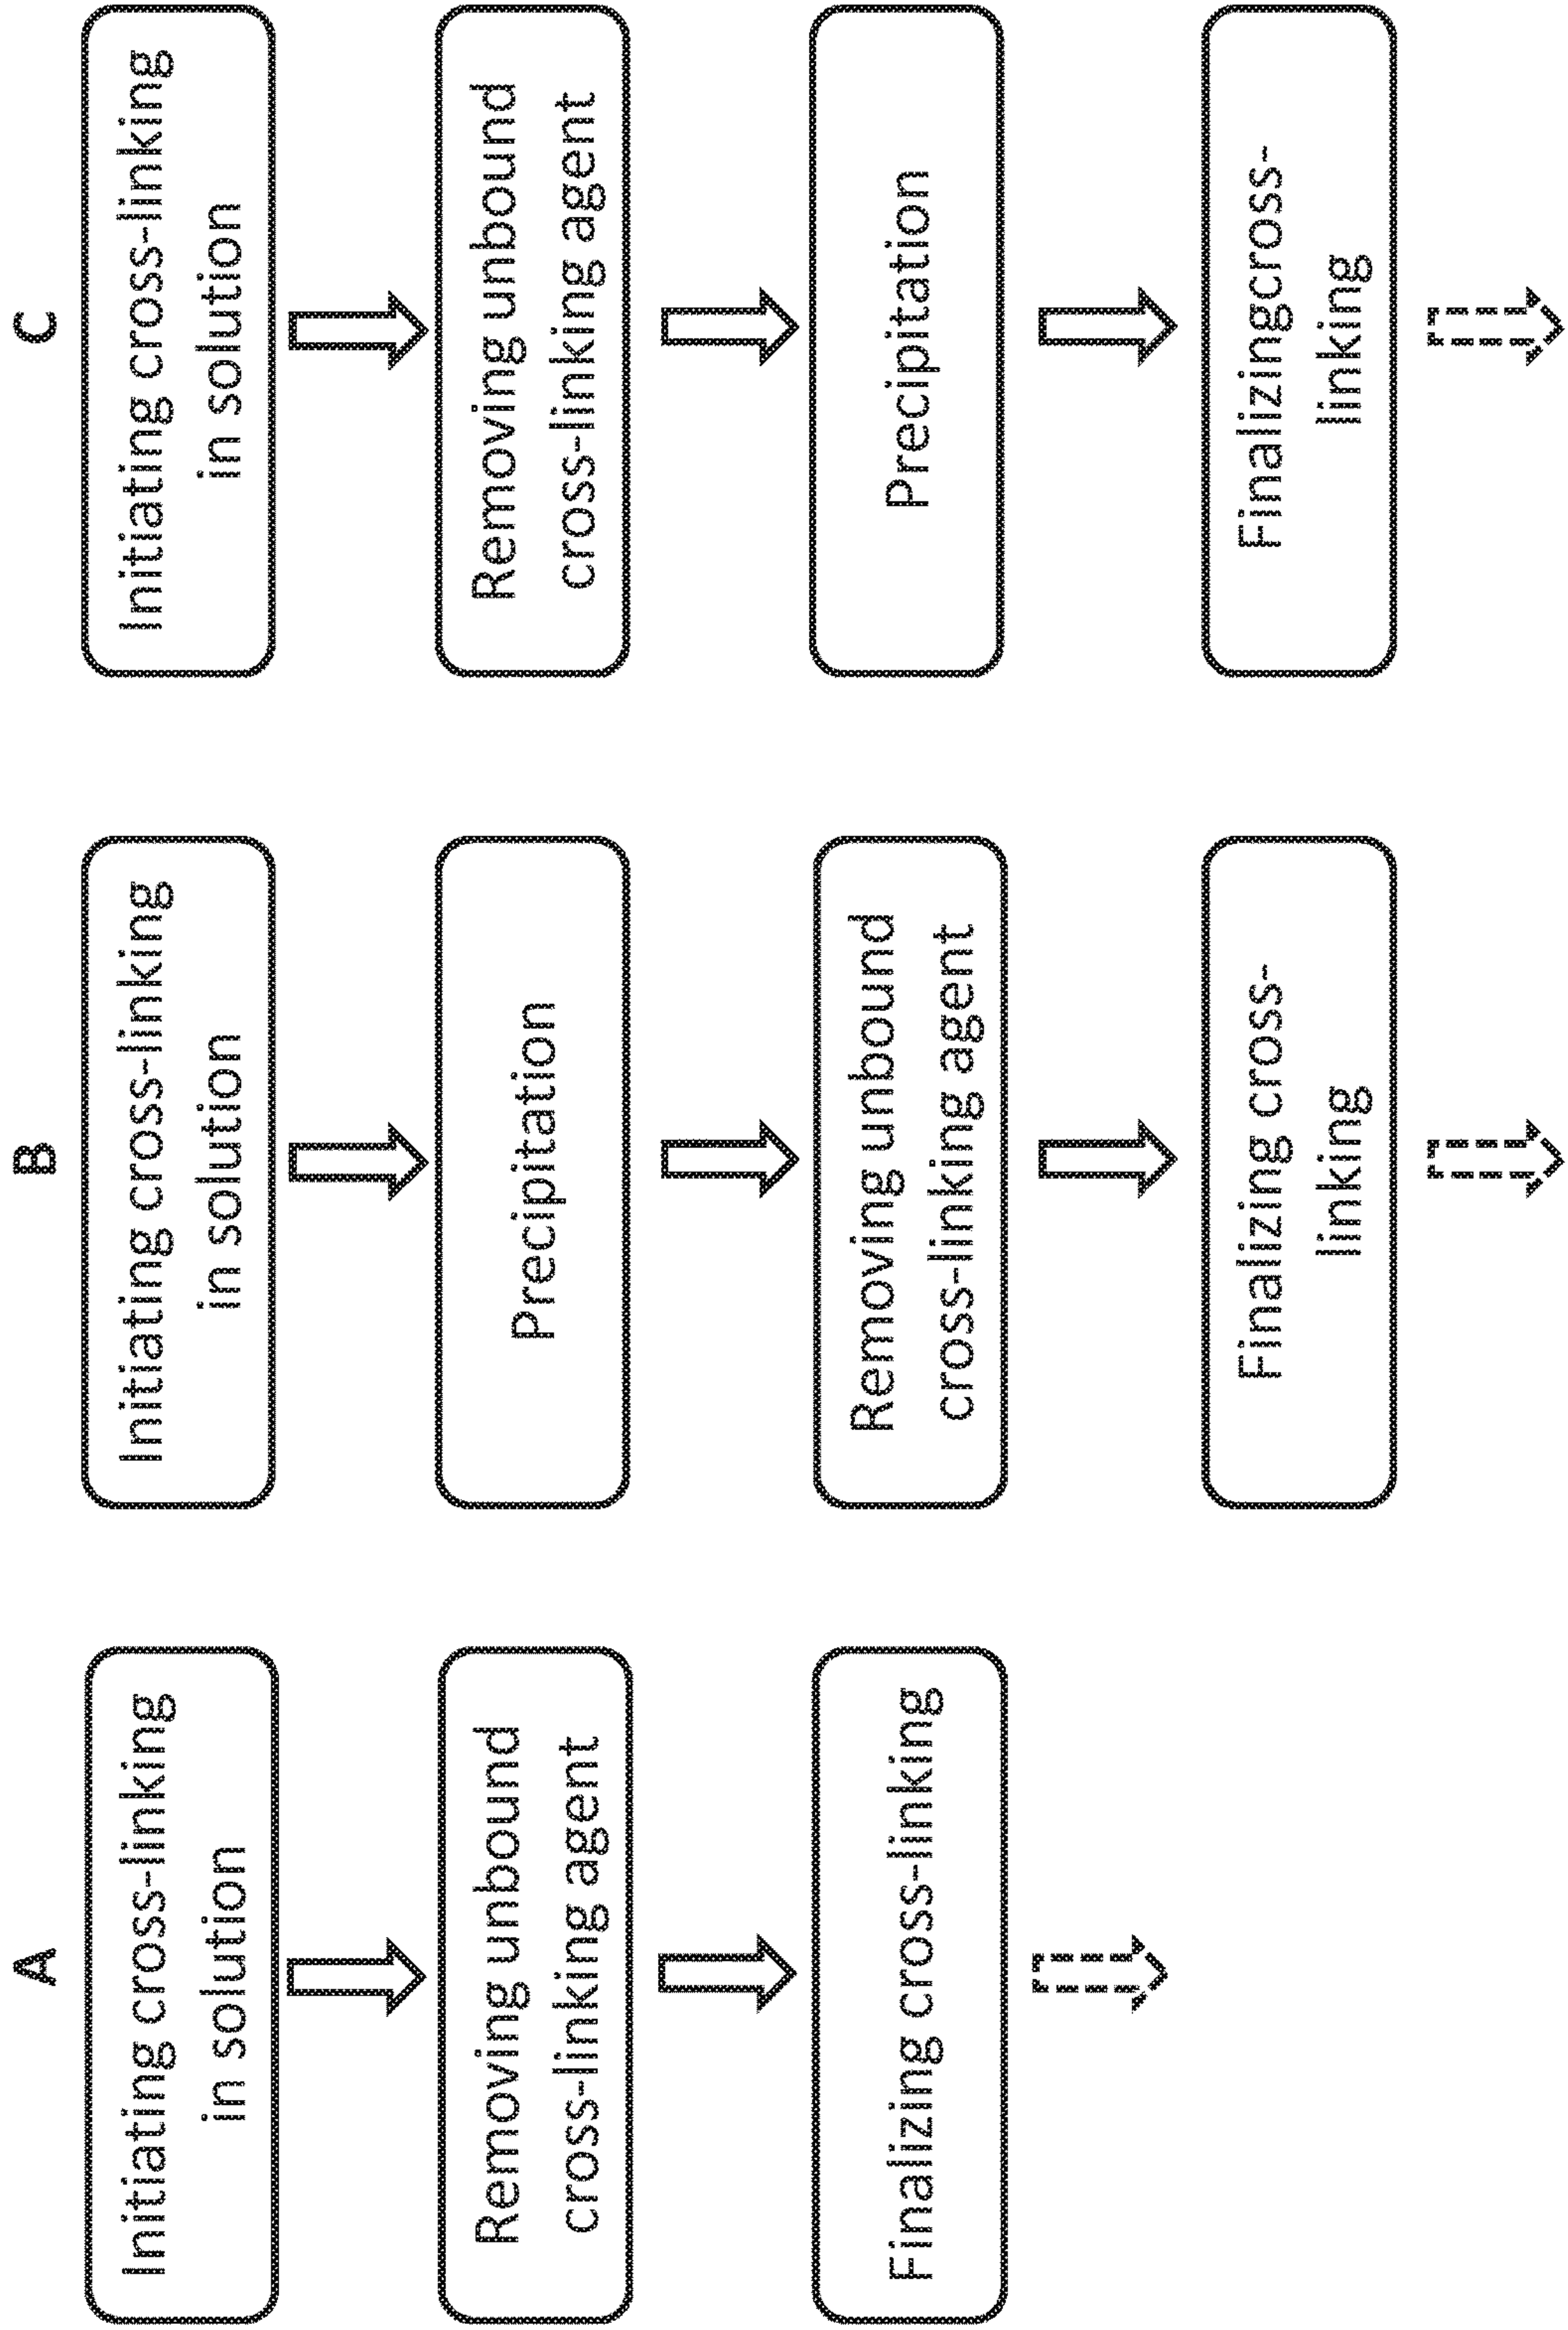 A
Initiating cross-linking
in solution
Removing unbound
cross-linking agent
Finalizing cross-linking
B
Initiating cross-linking
in solution
Precipitation
Removing unbound
cross-linking agent
Finalizing cross-
linking
C
Initiating cross-linking
in solution
Removing unbound
cross-linking agent
Precipitation
Finalizingcross-
linking